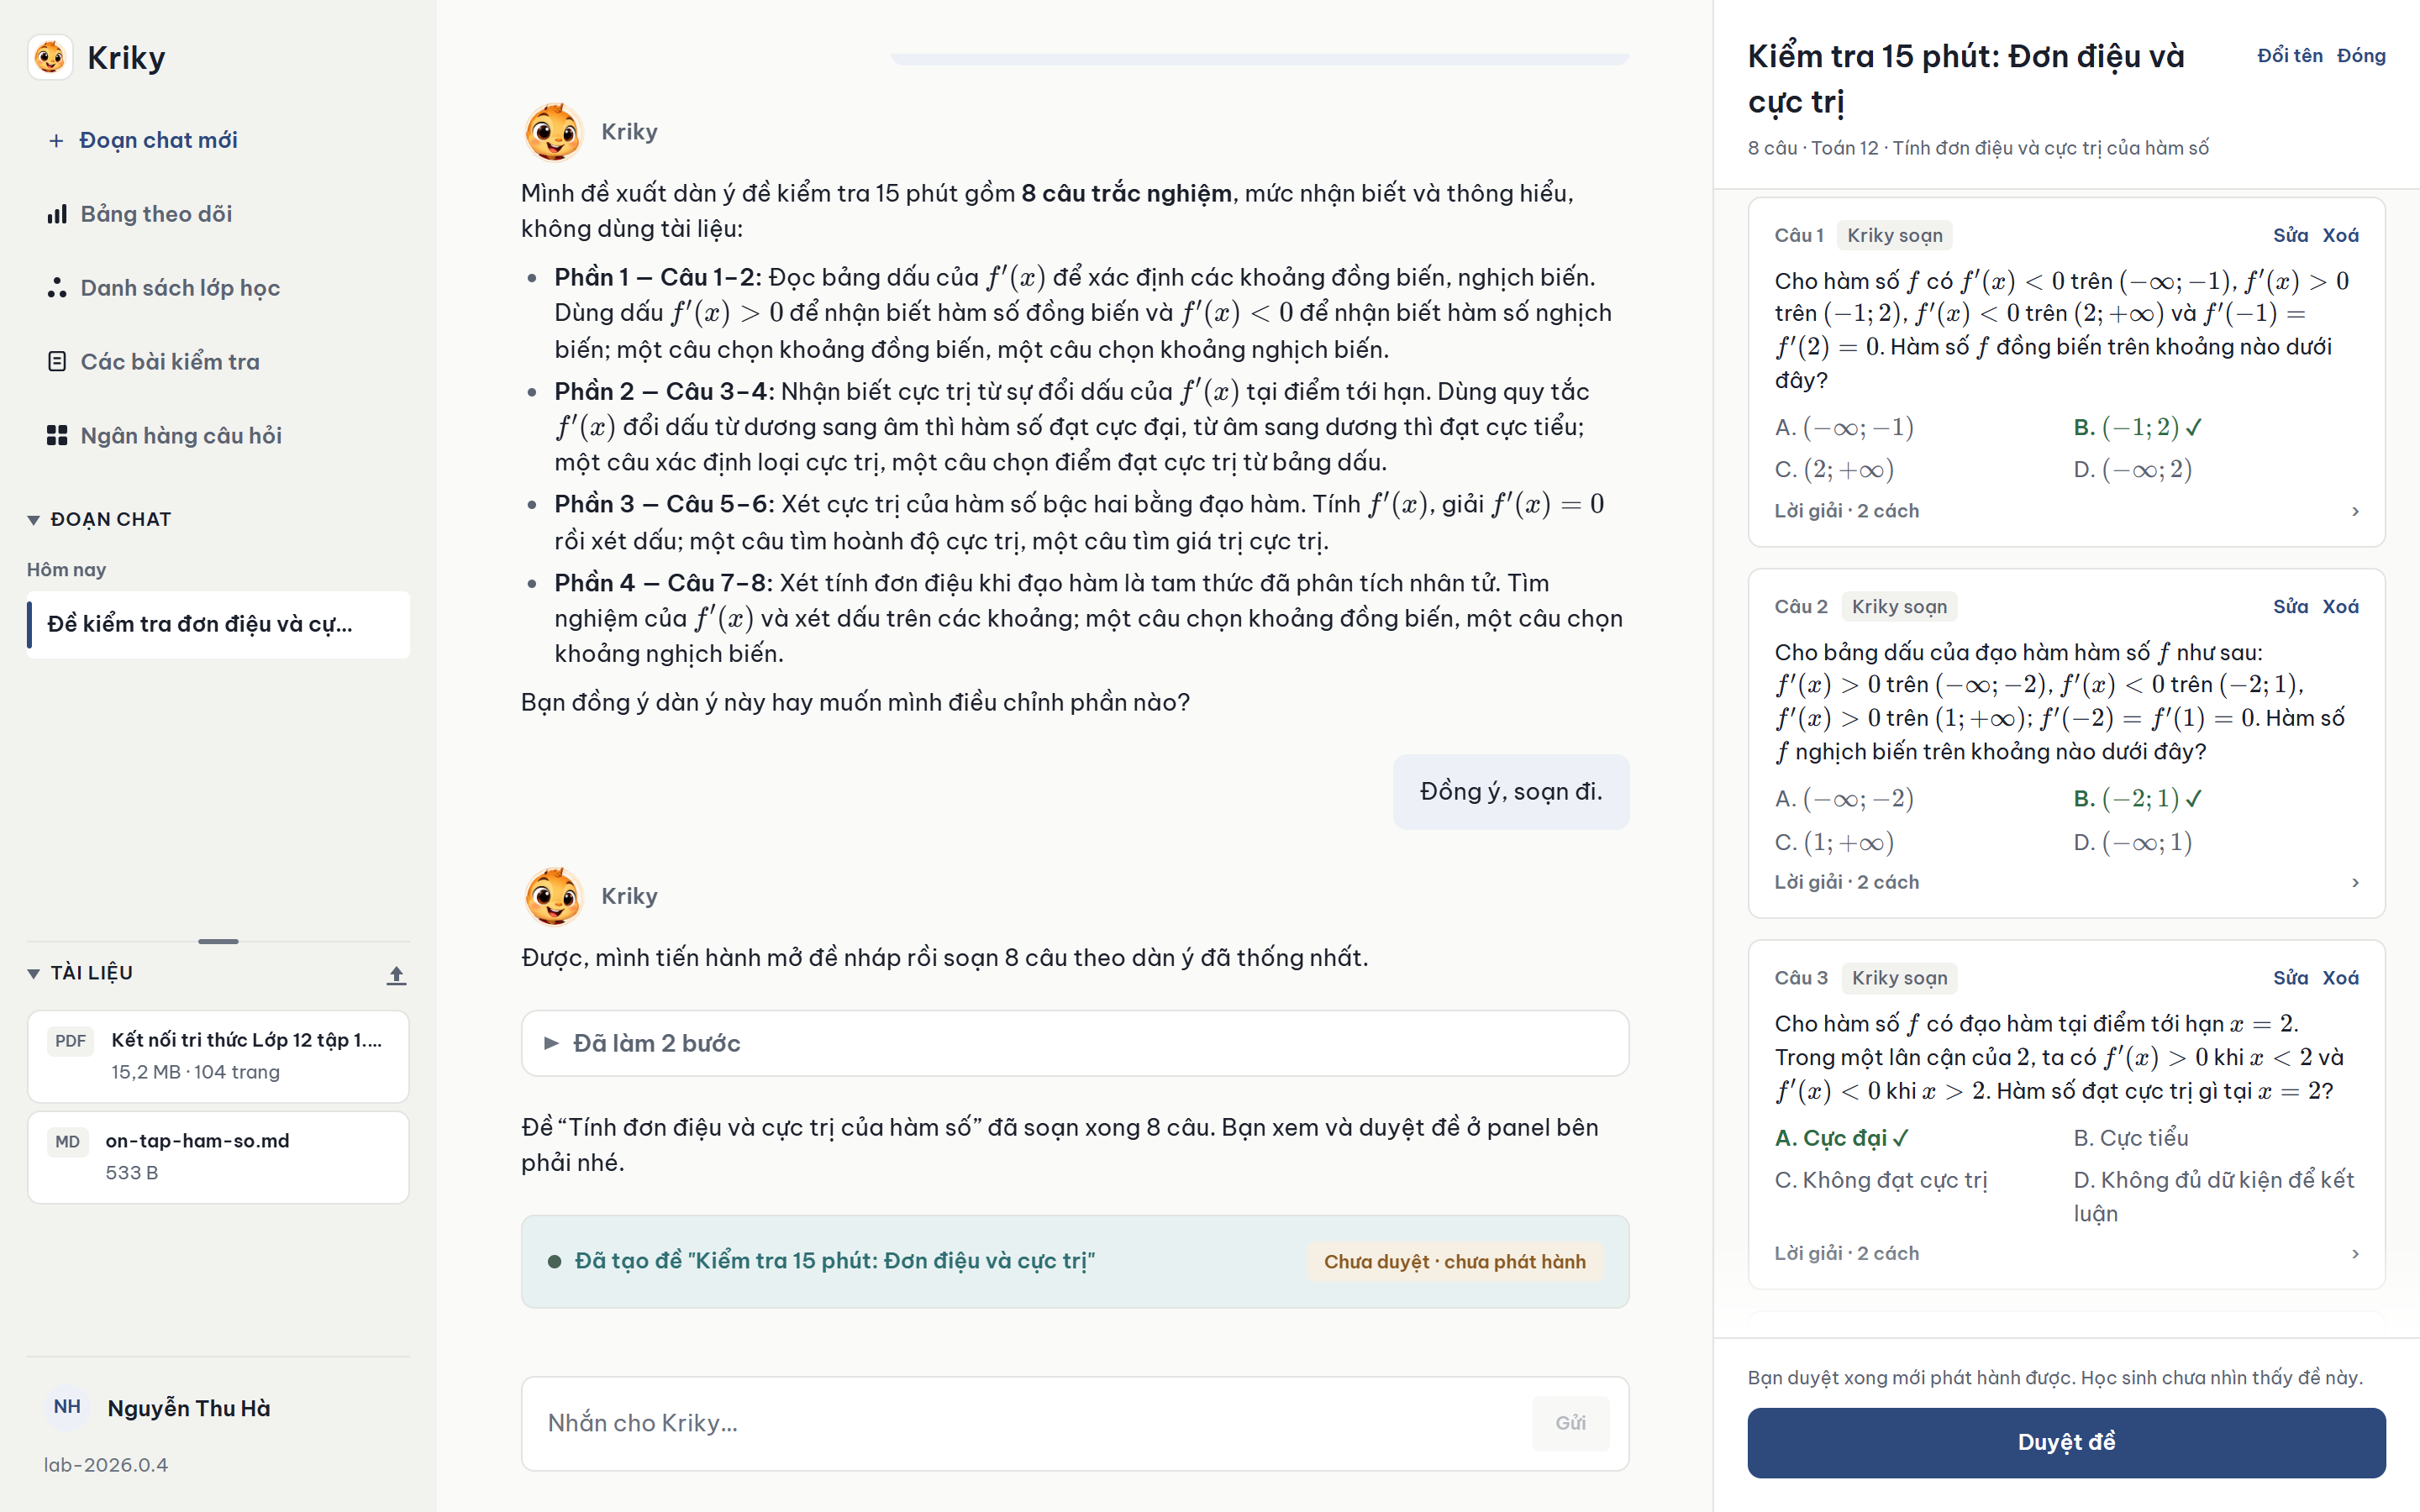 Kriky
+ Đoạn chat mới
Bảng theo dõi
Danh sách lớp học
Các bài kiểm tra
Ngân hàng câu hỏi
ĐOẠN CHAT
Hôm nay
Đề kiểm tra đơn điệu và cự...
TÀI LIỆU
PDF Kết nối tri thức Lớp 12 tập 1....
15,2 MB · 104 trang
MD on-tap-ham-so.md
533 B
NH Nguyễn Thu Hà
lab-2026.0.4
Kriky
Mình đề xuất dàn ý đề kiểm tra 15 phút gồm 8 câu trắc nghiệm, mức nhận biết và thông hiểu,
không dùng tài liệu:
• Phần 1 — Câu 1–2: Đọc bảng dấu của f′(x) để xác định các khoảng đồng biến, nghịch biến.
Dùng dấu f′(x) > 0 để nhận biết hàm số đồng biến và f′(x) < 0 để nhận biết hàm số nghịch
biến; một câu chọn khoảng đồng biến, một câu chọn khoảng nghịch biến.
• Phần 2 — Câu 3–4: Nhận biết cực trị từ sự đổi dấu của f′(x) tại điểm tới hạn. Dùng quy tắc
f′(x) đổi dấu từ dương sang âm thì hàm số đạt cực đại, từ âm sang dương thì đạt cực tiểu;
một câu xác định loại cực trị, một câu chọn điểm đạt cực trị từ bảng dấu.
• Phần 3 — Câu 5–6: Xét cực trị của hàm số bậc hai bằng đạo hàm. Tính f′(x), giải f′(x) = 0
rồi xét dấu; một câu tìm hoành độ cực trị, một câu tìm giá trị cực trị.
• Phần 4 — Câu 7–8: Xét tính đơn điệu khi đạo hàm là tam thức đã phân tích nhân tử. Tìm
nghiệm của f′(x) và xét dấu trên các khoảng; một câu chọn khoảng đồng biến, một câu chọn
khoảng nghịch biến.
Bạn đồng ý dàn ý này hay muốn mình điều chỉnh phần nào?
Đồng ý, soạn đi.
Kriky
Được, mình tiến hành mở đề nháp rồi soạn 8 câu theo dàn ý đã thống nhất.
Đã làm 2 bước
Đề “Tính đơn điệu và cực trị của hàm số” đã soạn xong 8 câu. Bạn xem và duyệt đề ở panel bên
phải nhé.
Đã tạo đề "Kiểm tra 15 phút: Đơn điệu và cực trị" Chưa duyệt · chưa phát hành
Nhắn cho Kriky... Gửi
Kiểm tra 15 phút: Đơn điệu và
cực trị
Đổi tên Đóng
8 câu · Toán 12 · Tính đơn điệu và cực trị của hàm số
Câu 1 Kriky soạn Sửa Xoá
Cho hàm số f có f′(x) < 0 trên (−∞; −1), f′(x) > 0
trên (−1; 2), f′(x) < 0 trên (2; +∞) và f′(−1) =
f′(2) = 0. Hàm số f đồng biến trên khoảng nào dưới
đây?
A. (−∞; −1) B. (−1; 2) ✓
C. (2; +∞) D. (−∞; 2)
Lời giải · 2 cách ›
Câu 2 Kriky soạn Sửa Xoá
Cho bảng dấu của đạo hàm hàm số f như sau:
f′(x) > 0 trên (−∞; −2), f′(x) < 0 trên (−2; 1),
f′(x) > 0 trên (1; +∞); f′(−2) = f′(1) = 0. Hàm số
f nghịch biến trên khoảng nào dưới đây?
A. (−∞; −2) B. (−2; 1) ✓
C. (1; +∞) D. (−∞; 1)
Lời giải · 2 cách ›
Câu 3 Kriky soạn Sửa Xoá
Cho hàm số f có đạo hàm tại điểm tới hạn x = 2.
Trong một lân cận của 2, ta có f′(x) > 0 khi x < 2 và
f′(x) < 0 khi x > 2. Hàm số đạt cực trị gì tại x = 2?
A. Cực đại ✓ B. Cực tiểu
C. Không đạt cực trị D. Không đủ dữ kiện để kết
luận
Lời giải · 2 cách ›
Bạn duyệt xong mới phát hành được. Học sinh chưa nhìn thấy đề này.
Duyệt đề